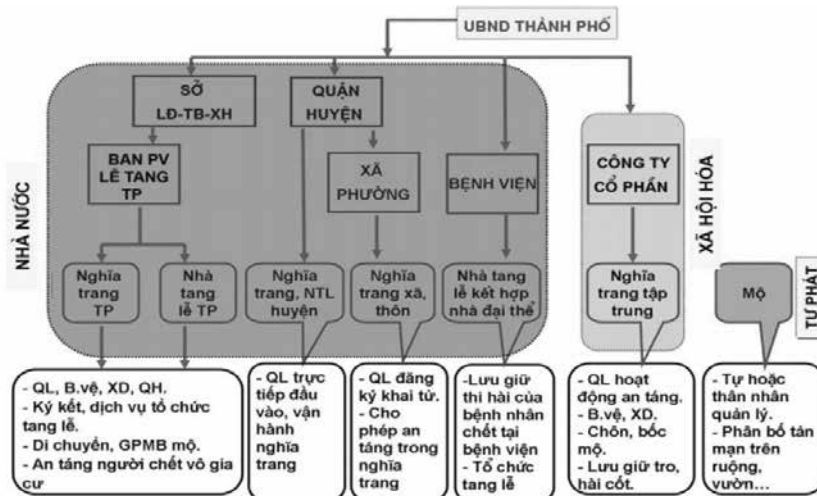 UBND THÀNH PHỐ
SỞ
LĐ-TB-XH
QUẬN
HUYỆN
BAN PV
LỄ TANG
TP
XÃ
PHƯỜNG
BỆNH VIỆN
CÔNG TY
CỔ PHẦN
NHÀ NƯỚC
XÃ HỘI HÓA
TỰ PHÁT
Nghĩa
trang
TP
Nhà
tang
lễ TP
Nghĩa
trang, NTL
huyện
Nghĩa
trang xã,
thôn
Nhà tang
lễ kết hợp
nhà đại thể
Nghĩa
trang tập
trung
Mộ
- QL, B.vệ, XD, QH.
- Ký kết, dịch vụ tổ chức
tang lễ.
- Di chuyển, GPMB mộ.
- An táng người chết vô gia
cư
- QL trực
tiếp đầu
vào, vận
hành
nghĩa
trang
- QL đăng
ký khai tử.
- Cho
phép an
táng trong
nghĩa
trang
-Lưu giữ
thi hài của
bệnh nhân
chết tại
bệnh viện
- Tổ chức
tang lễ
- QL hoạt
động an táng.
- B.vệ, XD.
- Chôn, bốc
mộ.
- Lưu giữ tro,
hài cốt.
- Tự hoặc
thân nhân
quản lý.
- Phân bố tản
mạn trên
ruộng,
vườn...